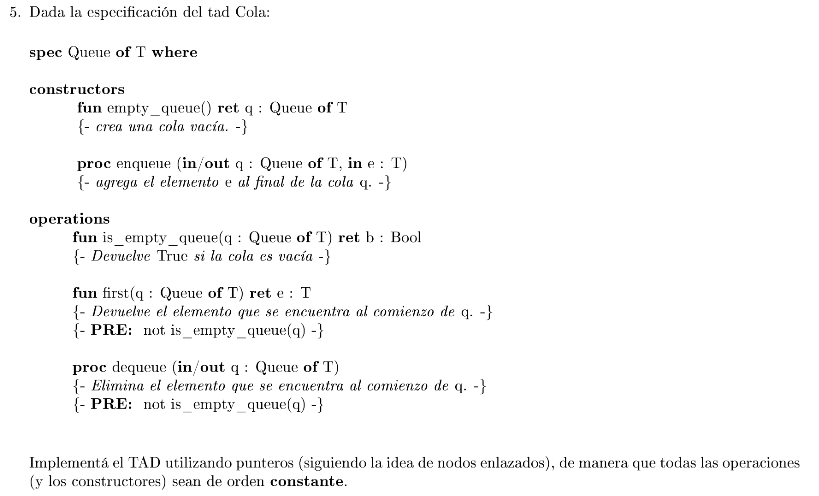 5. Dada la especificación del tad Cola:
spec Queue of T where
constructors
fun empty_queue() ret q : Queue of T
{- crea una cola vacía. -}
proc enqueue (in/out q : Queue of T, in e : T)
{- agrega el elemento e al final de la cola q. -}
operations
fun is_empty_queue(q : Queue of T) ret b : Bool
{- Devuelve True si la cola es vacía -}
fun first(q : Queue of T) ret e : T
{- Devuelve el elemento que se encuentra al comienzo de q. -}
{- PRE: not is_empty_queue(q) -}
proc dequeue (in/out q : Queue of T)
{- Elimina el elemento que se encuentra al comienzo de q. -}
{- PRE: not is_empty_queue(q) -}
Implementá el TAD utilizando punteros (siguiendo la idea de nodos enlazados), de manera que todas las operaciones
(y los constructores) sean de orden constante.